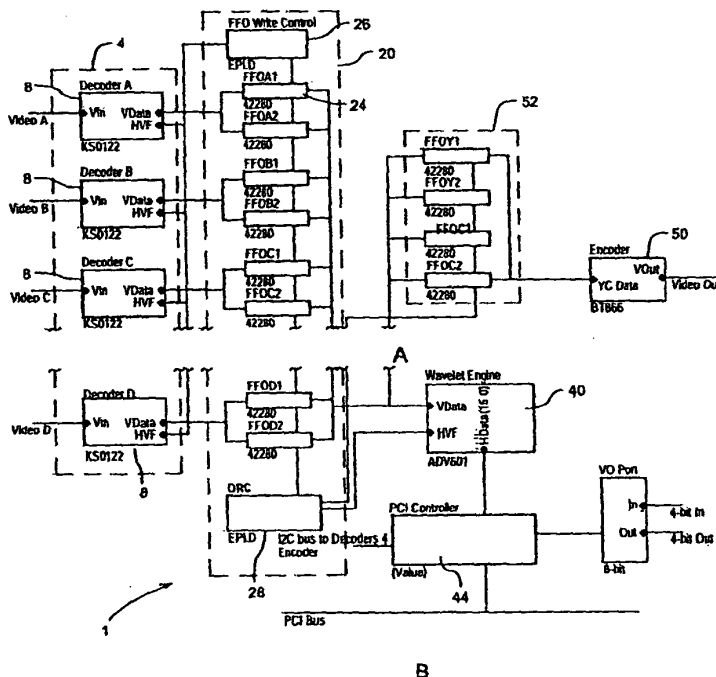 FFO Write Control
26
4
20
EPLD
8
Decoder A
Vin
VData
HVF
Video A
KS0122
FFOA1
42280
FFOA2
42280
24
52
8
Decoder B
Vin
VData
HVF
Video B
KS0122
FFOB1
42280
FFOB2
42280
FFOY1
42280
FFOY2
42280
FFOC1
42280
FFOC2
42280
8
Decoder C
Vin
VData
HVF
Video C
KS0122
FFOC1
42280
FFOC2
42280
Encoder
50
VOut
YC Data
Video Out
BT866
A
Decoder D
Vin
VData
HVF
Video D
KS0122
8
FFOD1
42280
FFOD2
42280
Wavelet Engine
40
VData
HVF
ADV601
EPLD
I2C bus to Decoders 4
Encoder
28
PCI Controller
(Value)
44
I/O Port
In
Out
4-bit In
4-bit Out
8-bit
1
PCI Bus
B